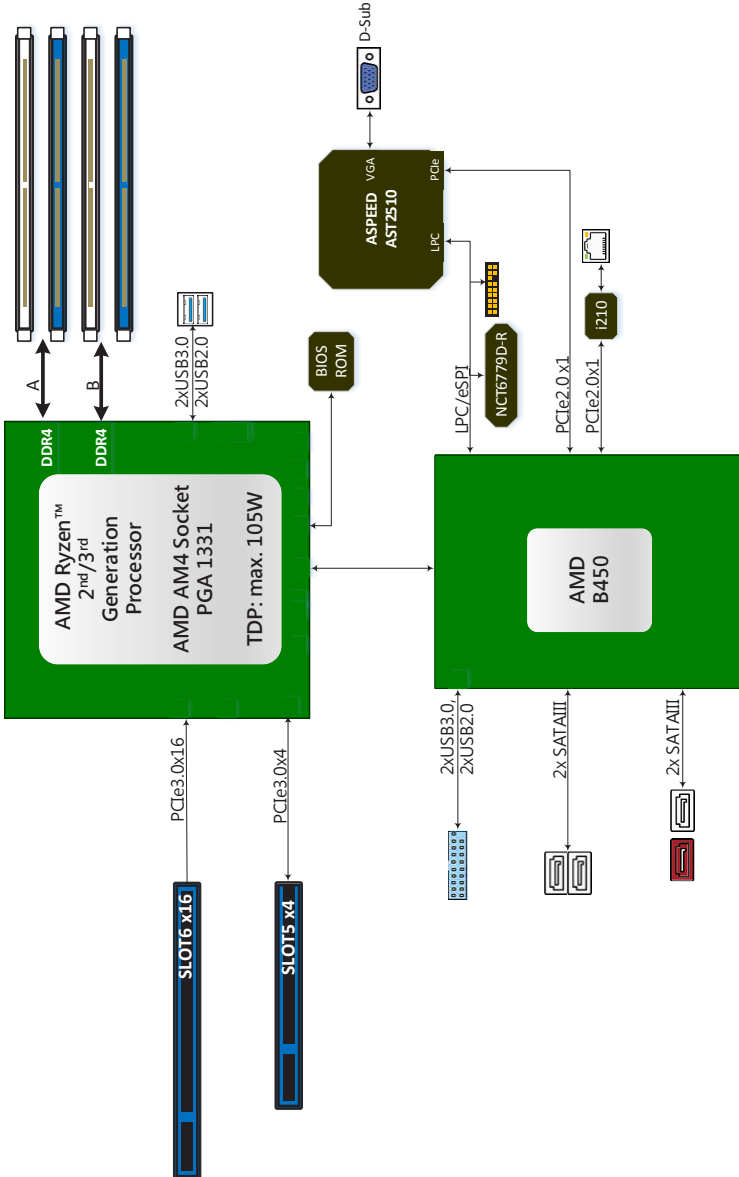 D-Sub
VGA
ASPEED
AST2510
PCIe
LPC
A
B
2xUSB3.0
2xUSB2.0
BIOS
ROM
DDR4
DDR4
AMD Ryzen™
2nd/3rd
Generation
Processor
AMD AM4 Socket
PGA 1331
TDP: max. 105W
LPC/eSPI
NCT6779D-R
PCIe2.0 x1
i210
PCIe2.0x1
AMD
B450
PCIe3.0x16
PCIe3.0x4
SLOT6 x16
SLOT5 x4
2xUSB3.0,
2xUSB2.0
2x SATAIII
2x SATAIII